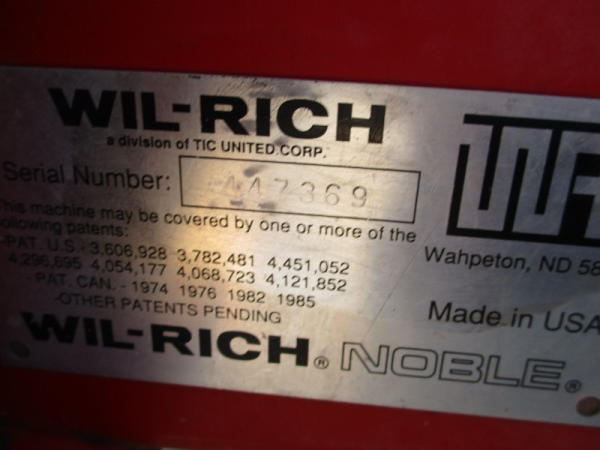 WIL-RICH
a division of TIC UNITED CORP.
Serial Number: 447369
This machine may be covered by one or more of the
following patents:
-PAT. U.S.- 3,606,928 3,782,481 4,451,052
4,296,695 4,054,177 4,068,723 4,121,852
-PAT. CAN. - 1974 1976 1982 1985
-OTHER PATENTS PENDING
WIL-RICH® NOBLE®
Wahpeton, ND 58
Made in USA